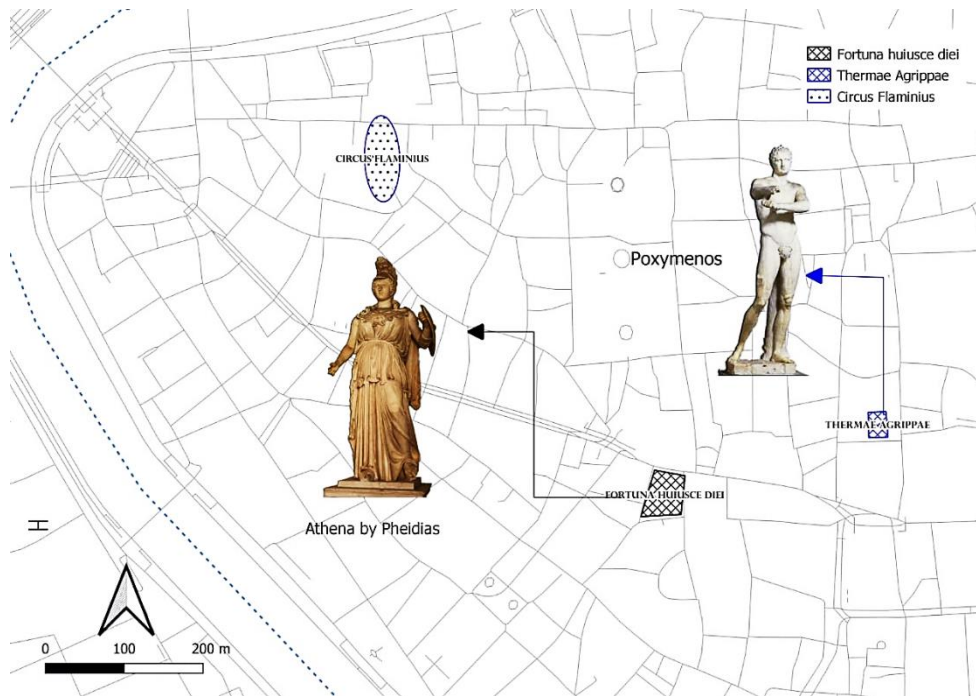 Fortuna huiusce diei
Thermae Agrippae
Circus Flaminius
CIRCUS FLAMINIUS
Poxymenos
THERMAE AGRIPPAE
FORTUNA HUIUSCE DIEI
Athena by Pheidias
0 100 200 m